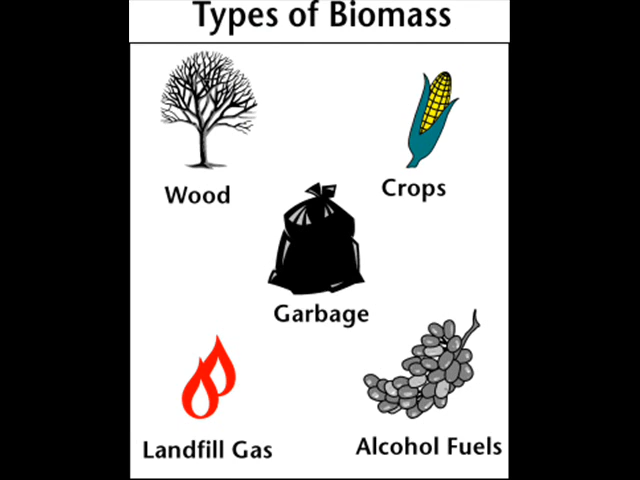 Types of Biomass
Wood
Crops
Garbage
Landfill Gas
Alcohol Fuels